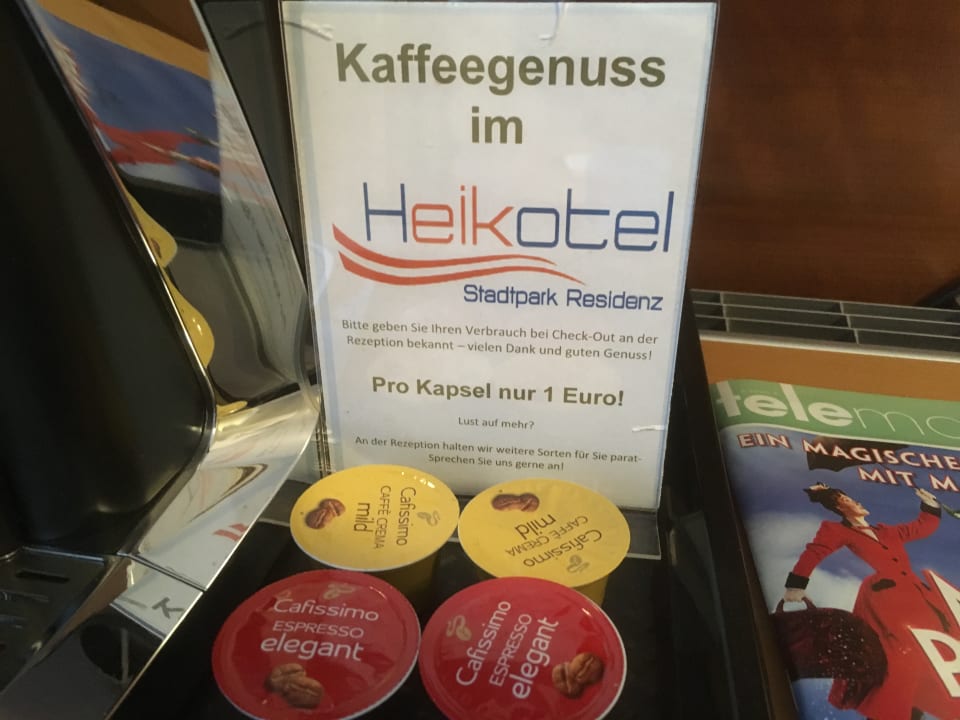 Kaffeegenuss
im
Heikotel
Stadtpark Residenz
Bitte geben Sie Ihren Verbrauch bei Check-Out an der
Rezeption bekannt – vielen Dank und guten Genuss!
Pro Kapsel nur 1 Euro!
Lust auf mehr?
An der Rezeption halten wir weitere Sorten für Sie parat-
Sprechen Sie uns gerne an!
Cafissimo
CAFFÈ CREMA
mild
Cafissimo
CAFFÈ CREMA
mild
Cafissimo
ESPRESSO
elegant
Cafissimo
ESPRESSO
elegant
EIN MAGISCHE
MIT M